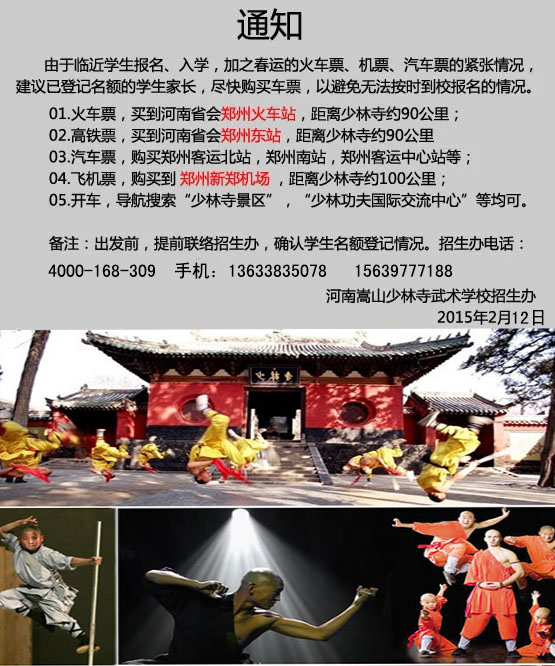 通知
由于临近学生报名、入学，加之春运的火车票、机票、汽车票的紧张情况，
建议已登记名额的学生家长，尽快购买车票，以避免无法按时到校报名的情况。
01.火车票，买到河南省会郑州火车站，距离少林寺约90公里；
02.高铁票，买到河南省会郑州东站，距离少林寺约90公里
03.汽车票，购买郑州客运北站，郑州南站，郑州客运中心站等；
04.飞机票，购买到 郑州新郑机场 ，距离少林寺约100公里；
05.开车，导航搜索“少林寺景区”，“少林功夫国际交流中心”等均可。
备注：出发前，提前联络招生办，确认学生名额登记情况。招生办电话：
4000-168-309 手机：13633835078 15639777188
河南嵩山少林寺武术学校招生办
2015年2月12日
寺林少